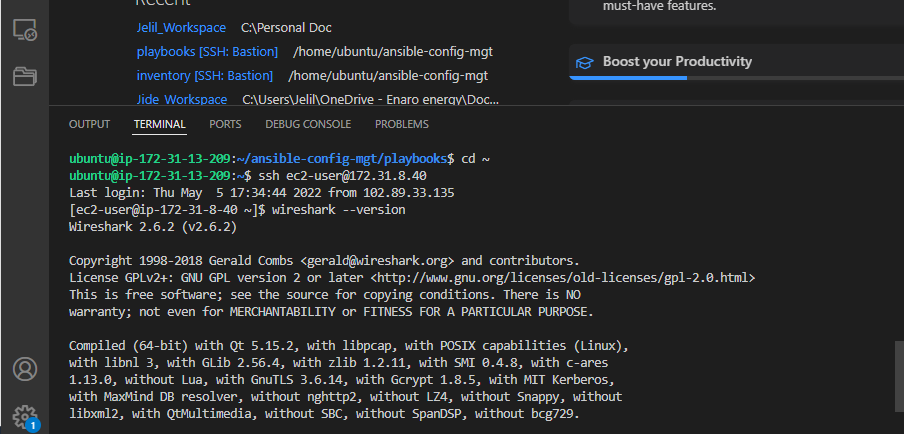 Recent
must-have features.
Jelil_Workspace C:\Personal Doc
playbooks [SSH: Bastion] /home/ubuntu/ansible-config-mgt
Boost your Productivity
inventory [SSH: Bastion] /home/ubuntu/ansible-config-mgt
Jide_Workspace C:\Users\Jelil\OneDrive - Enaro energy\Doc...
OUTPUT TERMINAL PORTS DEBUG CONSOLE PROBLEMS
ubuntu@ip-172-31-13-209:~/ansible-config-mgt/playbooks$ cd ~
ubuntu@ip-172-31-13-209:~$ ssh ec2-user@172.31.8.40
Last login: Thu May  5 17:34:44 2022 from 102.89.33.135
[ec2-user@ip-172-31-8-40 ~]$ wireshark --version
Wireshark 2.6.2 (v2.6.2)
Copyright 1998-2018 Gerald Combs <gerald@wireshark.org> and contributors.
License GPLv2+: GNU GPL version 2 or later <http://www.gnu.org/licenses/old-licenses/gpl-2.0.html>
This is free software; see the source for copying conditions. There is NO
warranty; not even for MERCHANTABILITY or FITNESS FOR A PARTICULAR PURPOSE.
Compiled (64-bit) with Qt 5.15.2, with libpcap, with POSIX capabilities (Linux),
with libnl 3, with GLib 2.56.4, with zlib 1.2.11, with SMI 0.4.8, with c-ares
1.13.0, without Lua, with GnuTLS 3.6.14, with Gcrypt 1.8.5, with MIT Kerberos,
with MaxMind DB resolver, without nghttp2, without LZ4, without Snappy, without
libxml2, with QtMultimedia, without SBC, without SpanDSP, without bcg729.
1